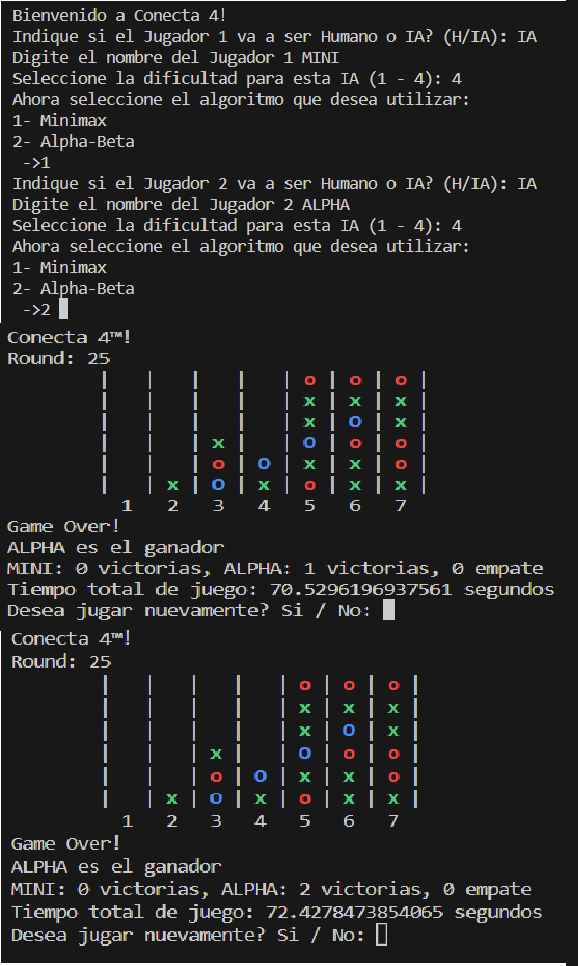 Bienvenido a Conecta 4!
Indique si el Jugador 1 va a ser Humano o IA? (H/IA): IA
Digite el nombre del Jugador 1 MINI
Seleccione la dificultad para esta IA (1 - 4): 4
Ahora seleccione el algoritmo que desea utilizar:
1- Minimax
2- Alpha-Beta
->1
Indique si el Jugador 2 va a ser Humano o IA? (H/IA): IA
Digite el nombre del Jugador 2 ALPHA
Seleccione la dificultad para esta IA (1 - 4): 4
Ahora seleccione el algoritmo que desea utilizar:
1- Minimax
2- Alpha-Beta
->2
Conecta 4™!
Round: 25
| | | | | o | o | o |
| | | | | x | x | x |
| | | | | x | O | x |
| | | x | | O | o | o |
| | | o | O | x | x | o |
| | x | O | x | o | x | x |
1 2 3 4 5 6 7
Game Over!
ALPHA es el ganador
MINI: 0 victorias, ALPHA: 1 victorias, 0 empate
Tiempo total de juego: 70.5296196937561 segundos
Desea jugar nuevamente? Si / No:
Conecta 4™!
Round: 25
| | | | | o | o | o |
| | | | | x | x | x |
| | | | | x | O | x |
| | | x | | O | o | o |
| | | o | O | x | x | o |
| | x | O | x | o | x | x |
1 2 3 4 5 6 7
Game Over!
ALPHA es el ganador
MINI: 0 victorias, ALPHA: 2 victorias, 0 empate
Tiempo total de juego: 72.4278473854065 segundos
Desea jugar nuevamente? Si / No: